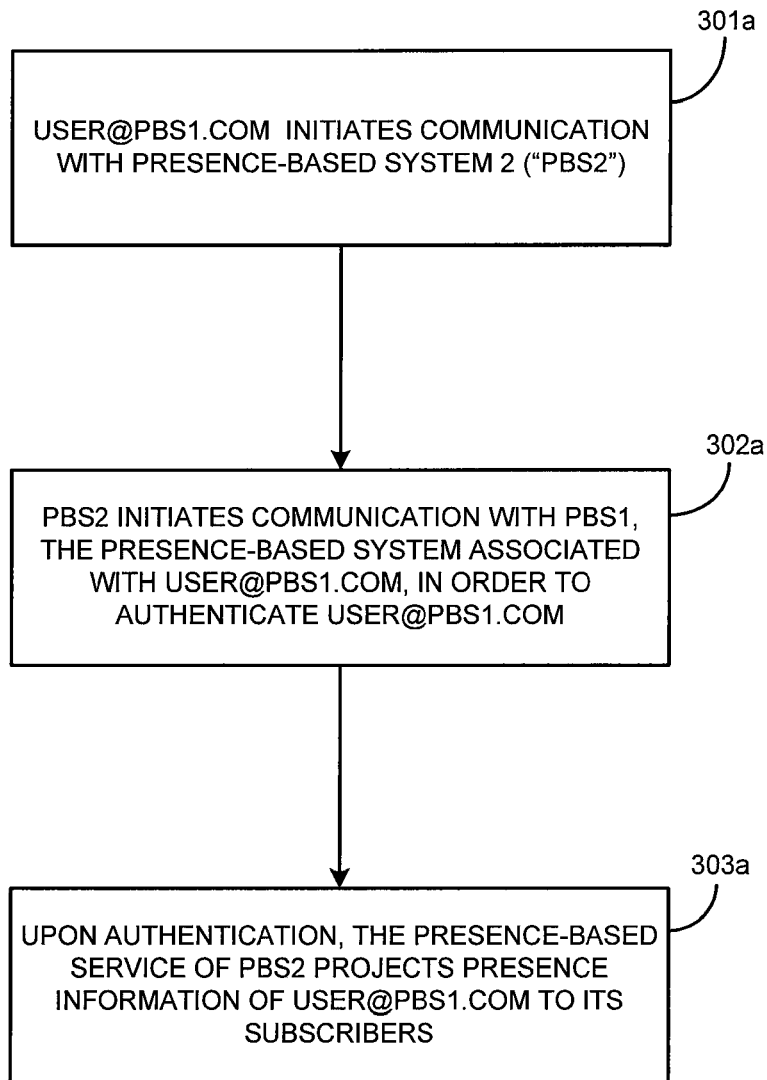 301a
USER@PBS1.COM INITIATES COMMUNICATION
WITH PRESENCE-BASED SYSTEM 2 (“PBS2”)
302a
PBS2 INITIATES COMMUNICATION WITH PBS1,
THE PRESENCE-BASED SYSTEM ASSOCIATED
WITH USER@PBS1.COM, IN ORDER TO
AUTHENTICATE USER@PBS1.COM
303a
UPON AUTHENTICATION, THE PRESENCE-BASED
SERVICE OF PBS2 PROJECTS PRESENCE
INFORMATION OF USER@PBS1.COM TO ITS
SUBSCRIBERS